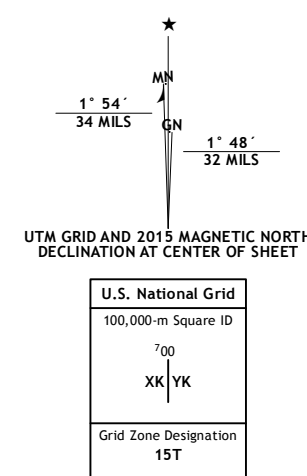 ★
MN
1° 54´
34 MILS
GN
1° 48´
32 MILS
UTM GRID AND 2015 MAGNETIC NORTH
DECLINATION AT CENTER OF SHEET
U.S. National Grid
100,000-m Square ID
⁷00
XK YK
Grid Zone Designation
15T